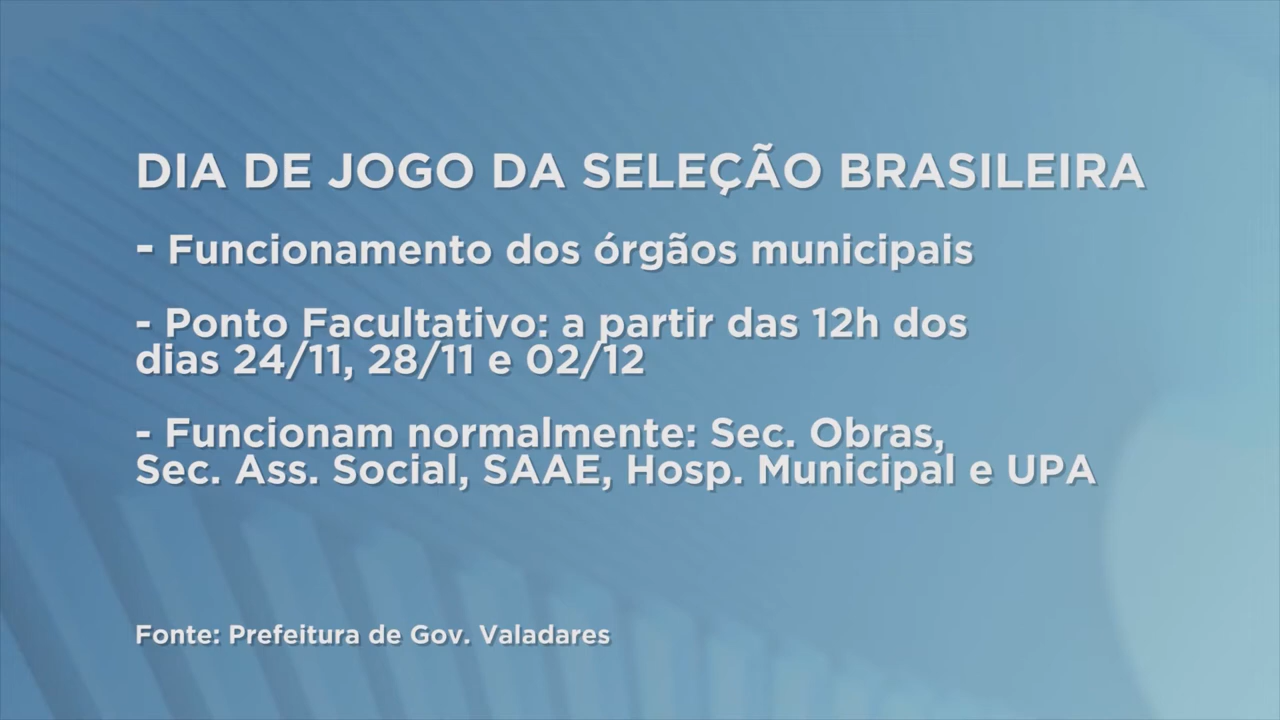 DIA DE JOGO DA SELEÇÃO BRASILEIRA
- Funcionamento dos órgãos municipais
- Ponto Facultativo: a partir das 12h dos
dias 24/11, 28/11 e 02/12
- Funcionam normalmente: Sec. Obras,
Sec. Ass. Social, SAAE, Hosp. Municipal e UPA
Fonte: Prefeitura de Gov. Valadares